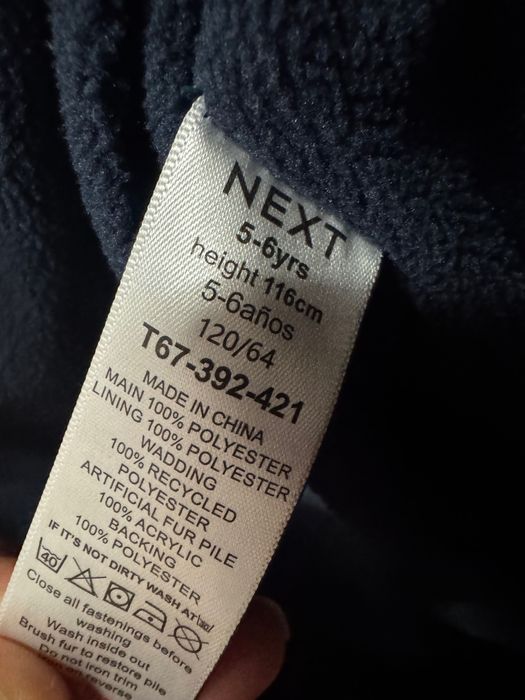 NEXT
5-6yrs
height 116cm
5-6años
120/64
T67-392-421
MADE IN CHINA
MAIN 100% POLYESTER
LINING 100% POLYESTER
WADDING
100% RECYCLED
POLYESTER
ARTIFICIAL FUR PILE
100% ACRYLIC
BACKING
100% POLYESTER
IF IT'S NOT DIRTY WASH AT 30
40
Close all fastenings before
washing
Wash inside out
Brush fur to restore pile
Do not iron trim
on reverse